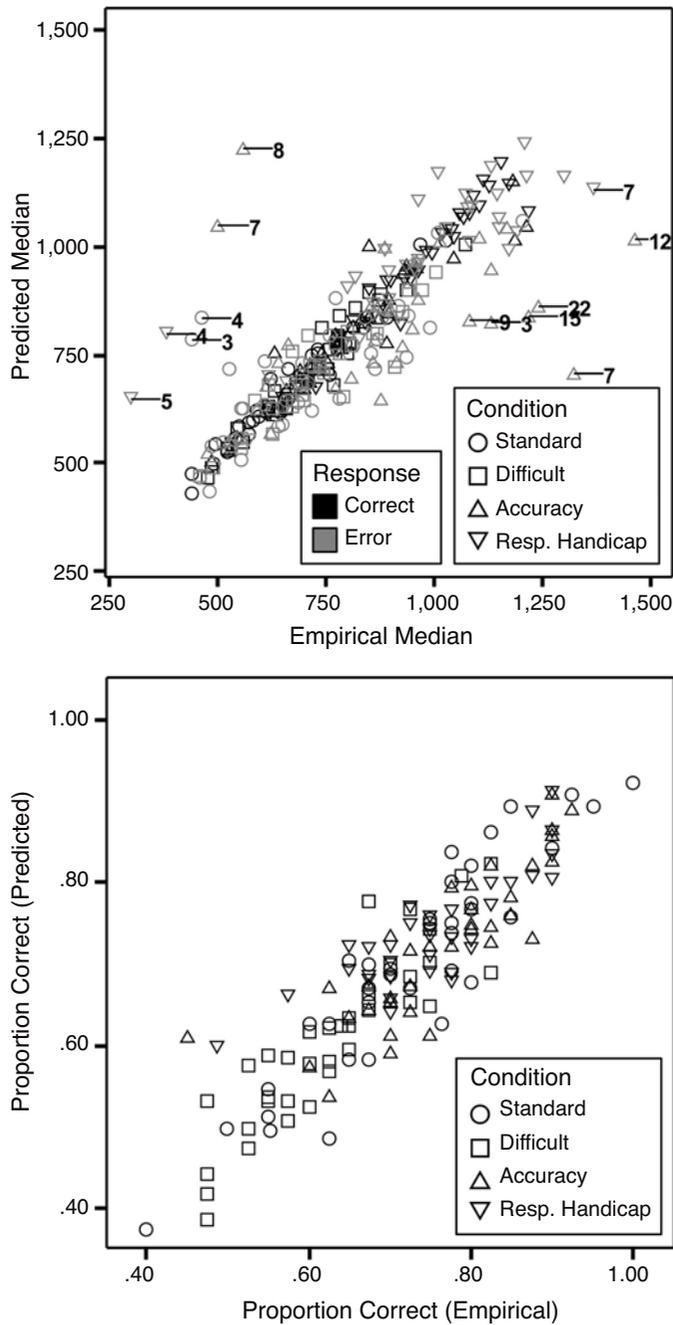 1,500
1,250
1,000
750
500
250
Predicted Median
8
7
7
12
4
4
3
9
3
22
15
7
5
Condition
Standard
Difficult
Accuracy
Resp. Handicap
Response
Correct
Error
250
500
750
1,000
1,250
1,500
Empirical Median
1.00
.80
.60
.40
Proportion Correct (Predicted)
Condition
Standard
Difficult
Accuracy
Resp. Handicap
.40
.60
.80
1.00
Proportion Correct (Empirical)